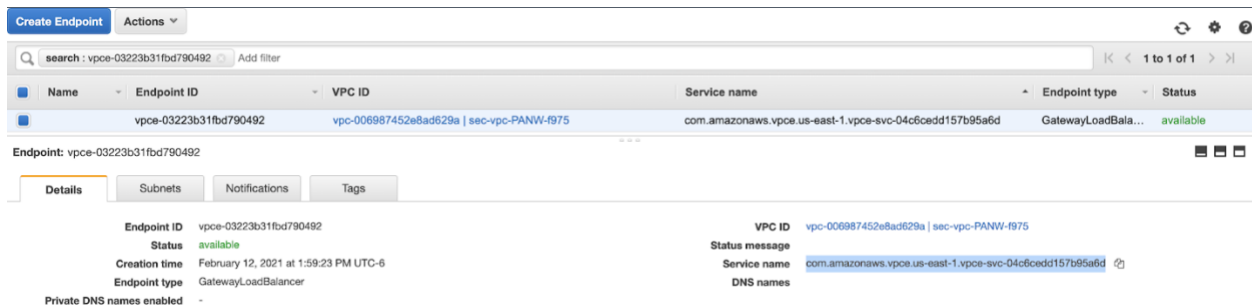 Create Endpoint Actions
search : vpce-03223b31fbd790492 Add filter 1 to 1 of 1
Name Endpoint ID VPC ID Service name Endpoint type Status
vpce-03223b31fbd790492 vpc-006987452e8ad629a | sec-vpc-PANW-f975 com.amazonaws.vpce.us-east-1.vpce-svc-04c6cedd157b95a6d GatewayLoadBala... available
Endpoint: vpce-03223b31fbd790492
Details Subnets Notifications Tags
Endpoint ID vpce-03223b31fbd790492 VPC ID vpc-006987452e8ad629a | sec-vpc-PANW-f975
Status available Status message
Creation time February 12, 2021 at 1:59:23 PM UTC-6 Service name com.amazonaws.vpce.us-east-1.vpce-svc-04c6cedd157b95a6d
Endpoint type GatewayLoadBalancer DNS names
Private DNS names enabled -